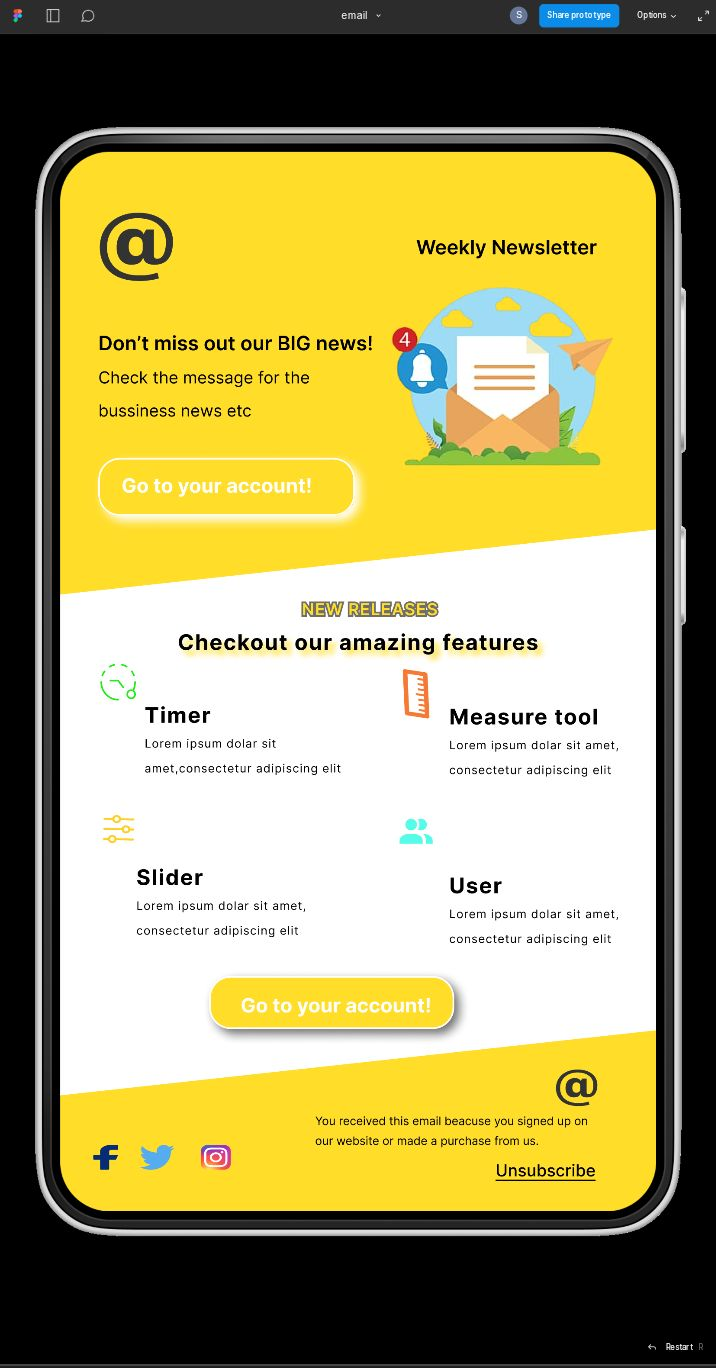 email
S
Share prototype
Options
@
Weekly Newsletter
Don't miss out our BIG news!
Check the message for the
bussiness news etc
4
Go to your account!
NEW RELEASES
Checkout our amazing features
Timer
Lorem ipsum dolar sit
amet,consectetur adipiscing elit
Measure tool
Lorem ipsum dolar sit amet,
consectetur adipiscing elit
Slider
Lorem ipsum dolar sit amet,
consectetur adipiscing elit
User
Lorem ipsum dolar sit amet,
consectetur adipiscing elit
Go to your account!
@
You received this email beacuse you signed up on
our website or made a purchase from us.
Unsubscribe
Restart R